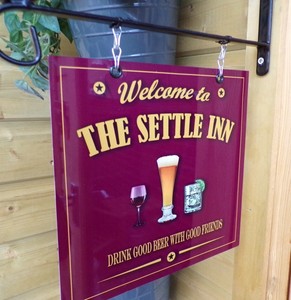 Welcome to
THE SETTLE INN
DRINK GOOD BEER WITH GOOD FRIENDS